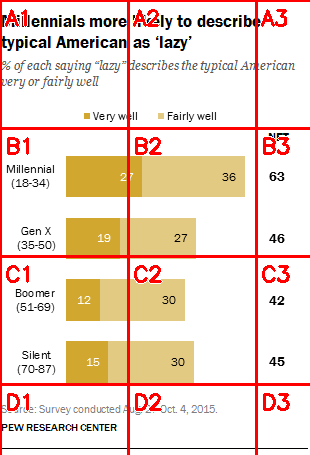 Millennials more likely to describe
typical American as ‘lazy’
% of each saying “lazy” describes the typical American
very or fairly well
Very well Fairly well
NET
Millennial
(18-34) 27 36 63
Gen X
(35-50) 19 27 46
Boomer
(51-69) 12 30 42
Silent
(70-87) 15 30 45
Source: Survey conducted Aug. Oct. 4, 2015.
PEW RESEARCH CENTER
A1 A2 A3
B1 B2 B3
C1 C2 C3
D1 D2 D3